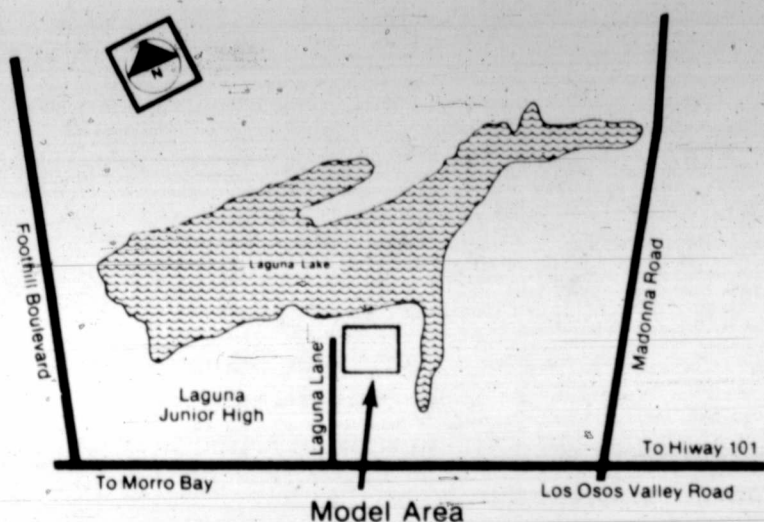 N
Foothill Boulevard
Laguna Lake
Madonna Road
Laguna
Junior High
Laguna Lane
To Hiway 101
To Morro Bay
Los Osos Valley Road
Model Area